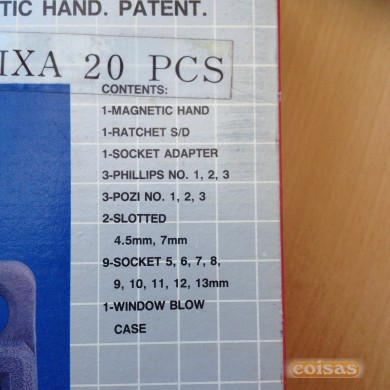 TIC HAND. PATENT.
IXA 20 PCS
CONTENTS:
1-MAGNETIC HAND
1-RATCHET S/D
1-SOCKET ADAPTER
3-PHILLIPS NO. 1, 2, 3
3-POZI NO. 1, 2, 3
2-SLOTTED
4.5mm, 7mm
9-SOCKET 5, 6, 7, 8,
9, 10, 11, 12, 13mm
1-WINDOW BLOW
CASE
coisas